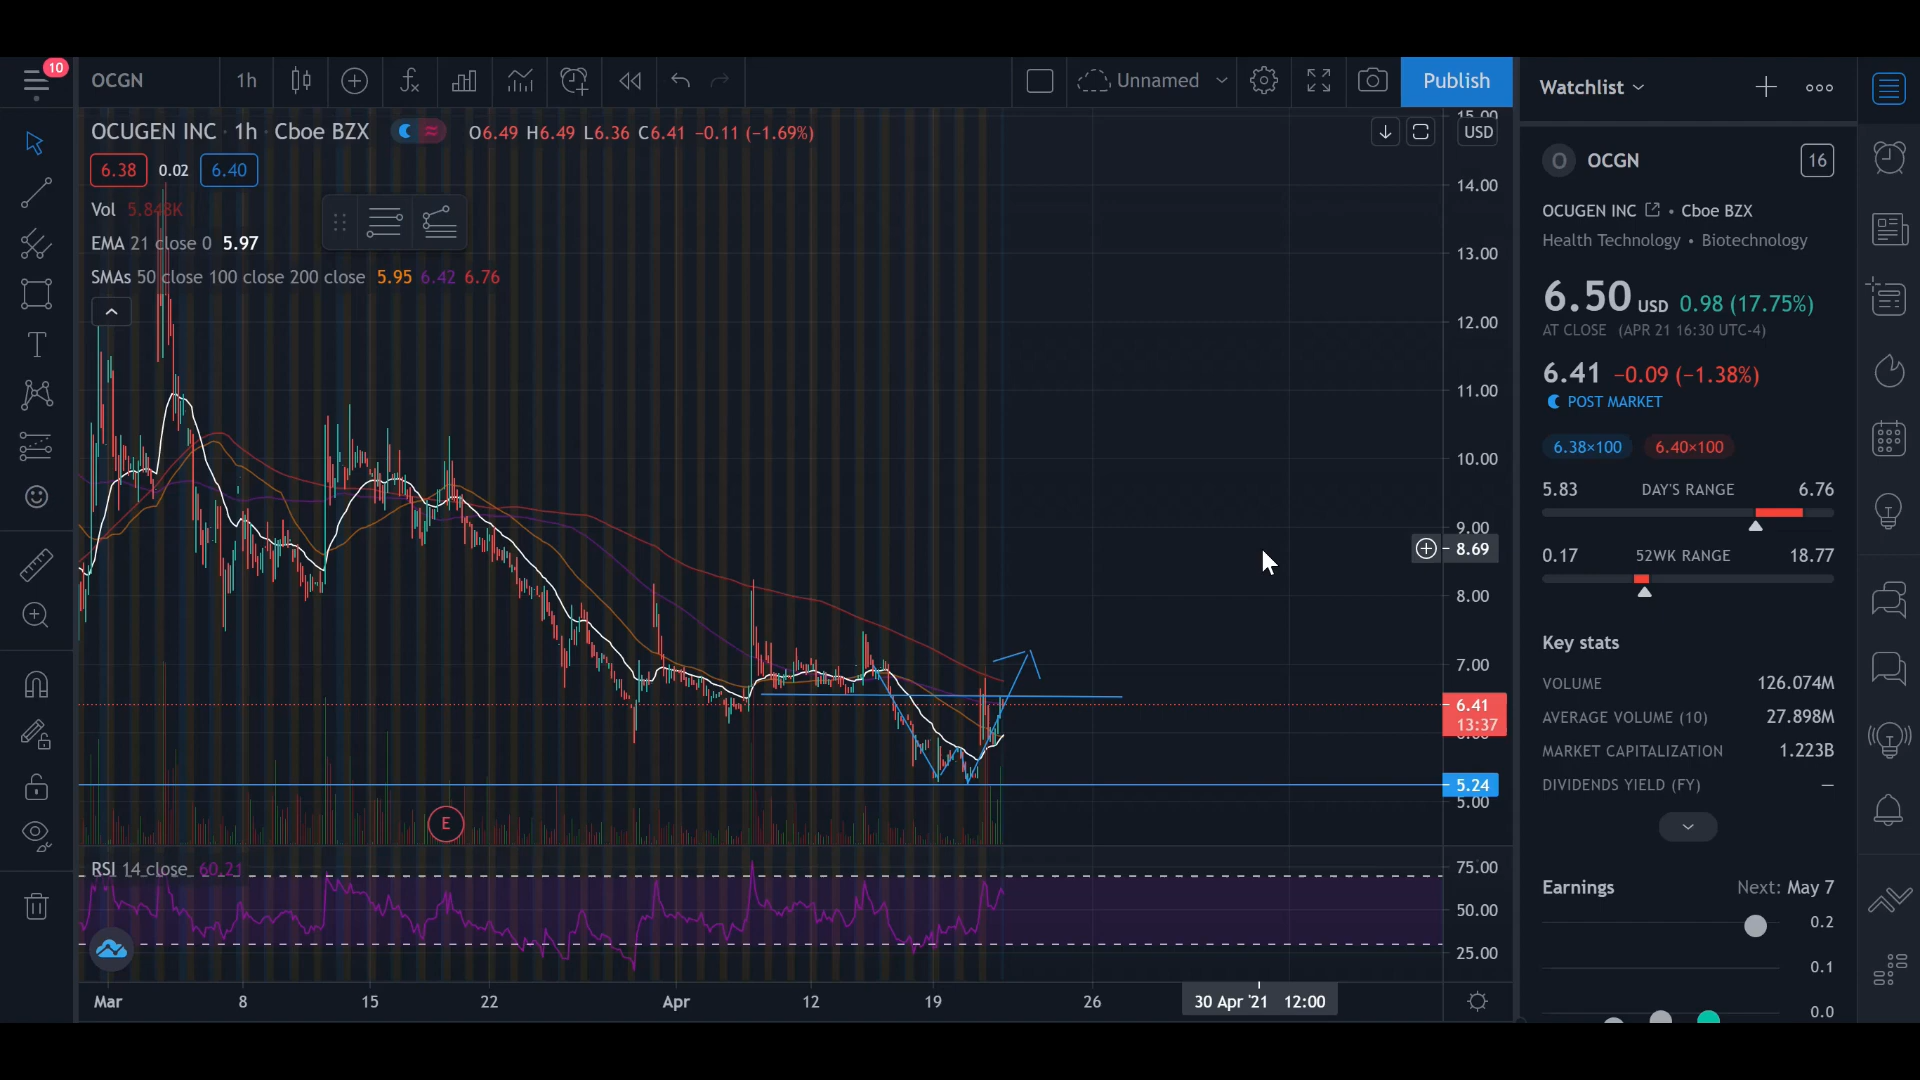 10
OCGN
1h
Unnamed
Publish
Watchlist
OCUGEN INC · 1h · Cboe BZX
O6.49 H6.49 L6.36 C6.41 −0.11 (−1.69%)
USD
6.38 0.02 6.40
Vol 5.848K
EMA 21 close 0 5.97
SMAs 50 close 100 close 200 close 5.95 6.42 6.76
15.00
14.00
13.00
12.00
11.00
10.00
9.00
8.69
8.00
7.00
6.41
13:37
5.24
5.00
E
RSI 14 close 60.21
75.00
50.00
25.00
Mar 8 15 22 Apr 12 19 26 30 Apr '21 12:00
O OCGN 16
OCUGEN INC • Cboe BZX
Health Technology • Biotechnology
6.50 USD 0.98 (17.75%)
AT CLOSE (APR 21 16:30 UTC-4)
6.41 −0.09 (−1.38%)
POST MARKET
6.38×100 6.40×100
5.83 DAY'S RANGE 6.76
0.17 52WK RANGE 18.77
Key stats
VOLUME 126.074M
AVERAGE VOLUME (10) 27.898M
MARKET CAPITALIZATION 1.223B
DIVIDENDS YIELD (FY) —
Earnings Next: May 7
0.2
0.1
0.0